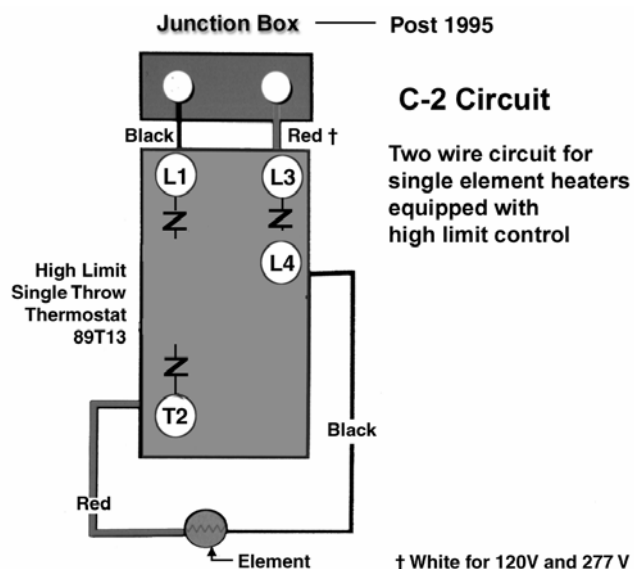 Junction Box — Post 1995
C-2 Circuit
Black
Red †
Two wire circuit for
single element heaters
equipped with
high limit control
L1
L3
L4
High Limit
Single Throw
Thermostat
89T13
T2
Black
Red
Element
† White for 120V and 277 V